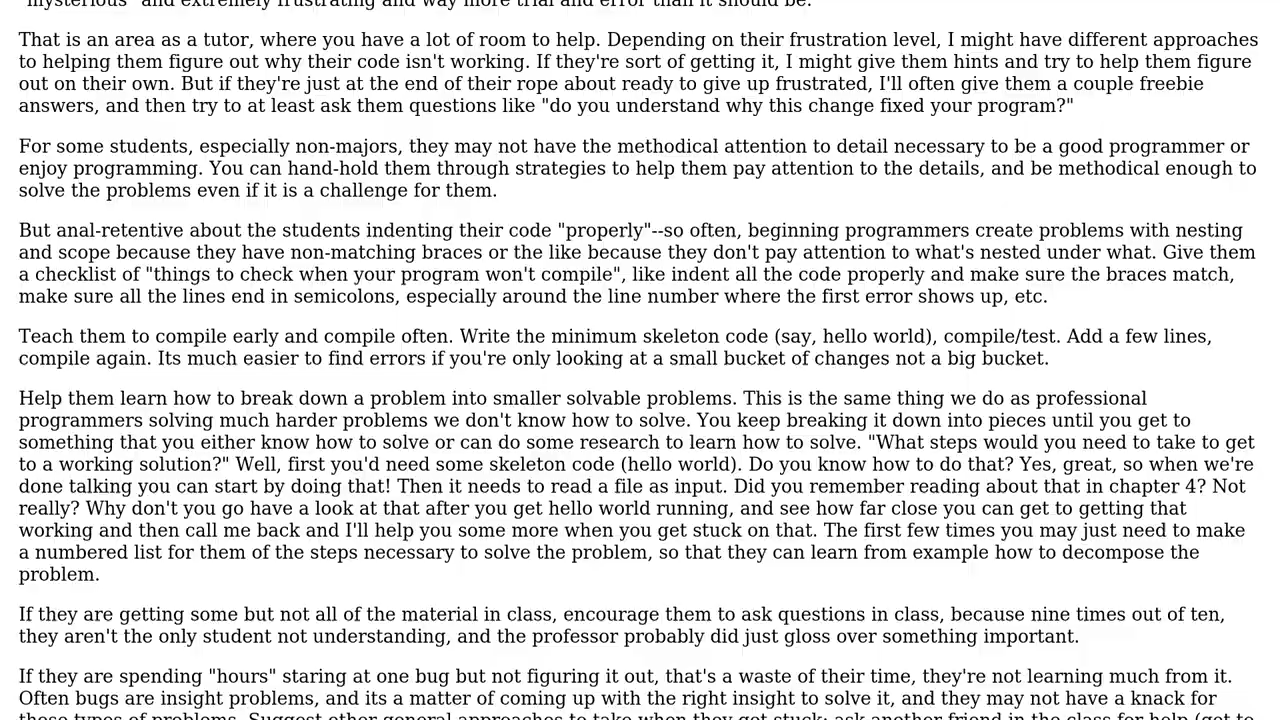 "mysterious" and extremely frustrating and way more trial and error than it should be.
That is an area as a tutor, where you have a lot of room to help. Depending on their frustration level, I might have different approaches
to helping them figure out why their code isn't working. If they're sort of getting it, I might give them hints and try to help them figure
out on their own. But if they're just at the end of their rope about ready to give up frustrated, I'll often give them a couple freebie
answers, and then try to at least ask them questions like "do you understand why this change fixed your program?"
For some students, especially non-majors, they may not have the methodical attention to detail necessary to be a good programmer or
enjoy programming. You can hand-hold them through strategies to help them pay attention to the details, and be methodical enough to
solve the problems even if it is a challenge for them.
But anal-retentive about the students indenting their code "properly"--so often, beginning programmers create problems with nesting
and scope because they have non-matching braces or the like because they don't pay attention to what's nested under what. Give them
a checklist of "things to check when your program won't compile", like indent all the code properly and make sure the braces match,
make sure all the lines end in semicolons, especially around the line number where the first error shows up, etc.
Teach them to compile early and compile often. Write the minimum skeleton code (say, hello world), compile/test. Add a few lines,
compile again. Its much easier to find errors if you're only looking at a small bucket of changes not a big bucket.
Help them learn how to break down a problem into smaller solvable problems. This is the same thing we do as professional
programmers solving much harder problems we don't know how to solve. You keep breaking it down into pieces until you get to
something that you either know how to solve or can do some research to learn how to solve. "What steps would you need to take to get
to a working solution?" Well, first you'd need some skeleton code (hello world). Do you know how to do that? Yes, great, so when we're
done talking you can start by doing that! Then it needs to read a file as input. Did you remember reading about that in chapter 4? Not
really? Why don't you go have a look at that after you get hello world running, and see how far close you can get to getting that
working and then call me back and I'll help you some more when you get stuck on that. The first few times you may just need to make
a numbered list for them of the steps necessary to solve the problem, so that they can learn from example how to decompose the
problem.
If they are getting some but not all of the material in class, encourage them to ask questions in class, because nine times out of ten,
they aren't the only student not understanding, and the professor probably did just gloss over something important.
If they are spending "hours" staring at one bug but not figuring it out, that's a waste of their time, they're not learning much from it.
Often bugs are insight problems, and its a matter of coming up with the right insight to solve it, and they may not have a knack for
those types of problems. Suggest other general approaches to take when they get stuck: ask another friend in the class for help (get to